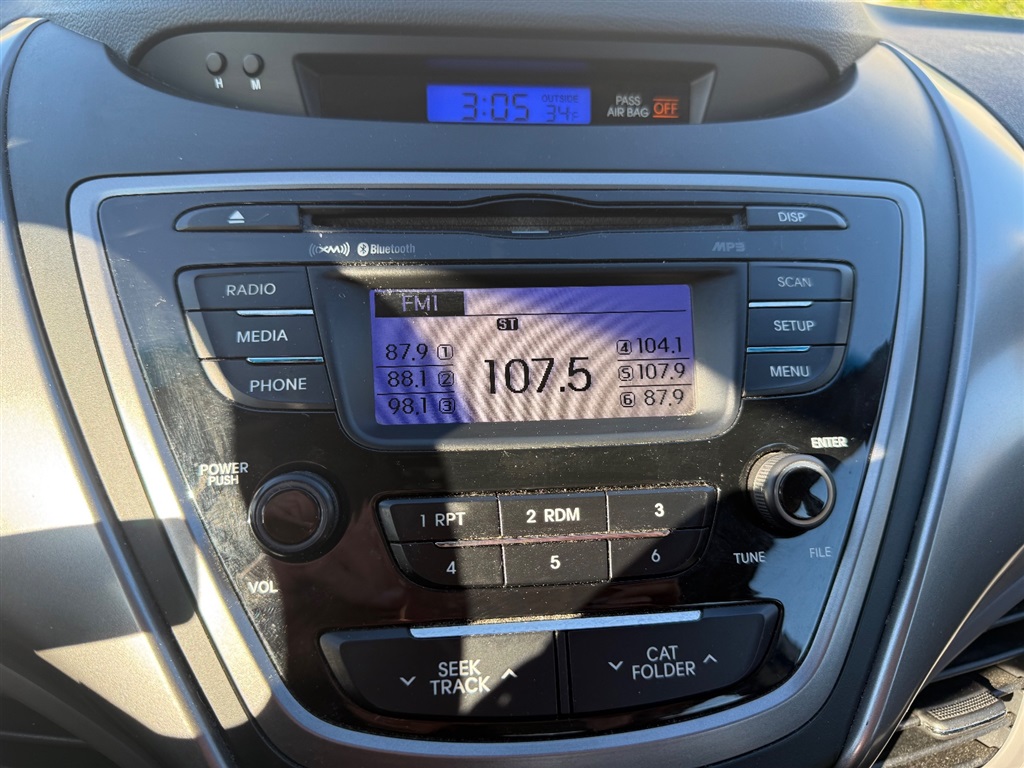 H M
3:05 OUTSIDE 34°F
PASS AIR BAG OFF
DISP
((XM)) Bluetooth MP3
RADIO
MEDIA
PHONE
FM1
ST
87.9 1
88.1 2
98.1 3
107.5
4 104.1
5 107.9
6 87.9
SCAN
SETUP
MENU
POWER
PUSH
VOL
1 RPT 2 RDM 3
4 5 6
ENTER
TUNE FILE
SEEK
TRACK
CAT
FOLDER